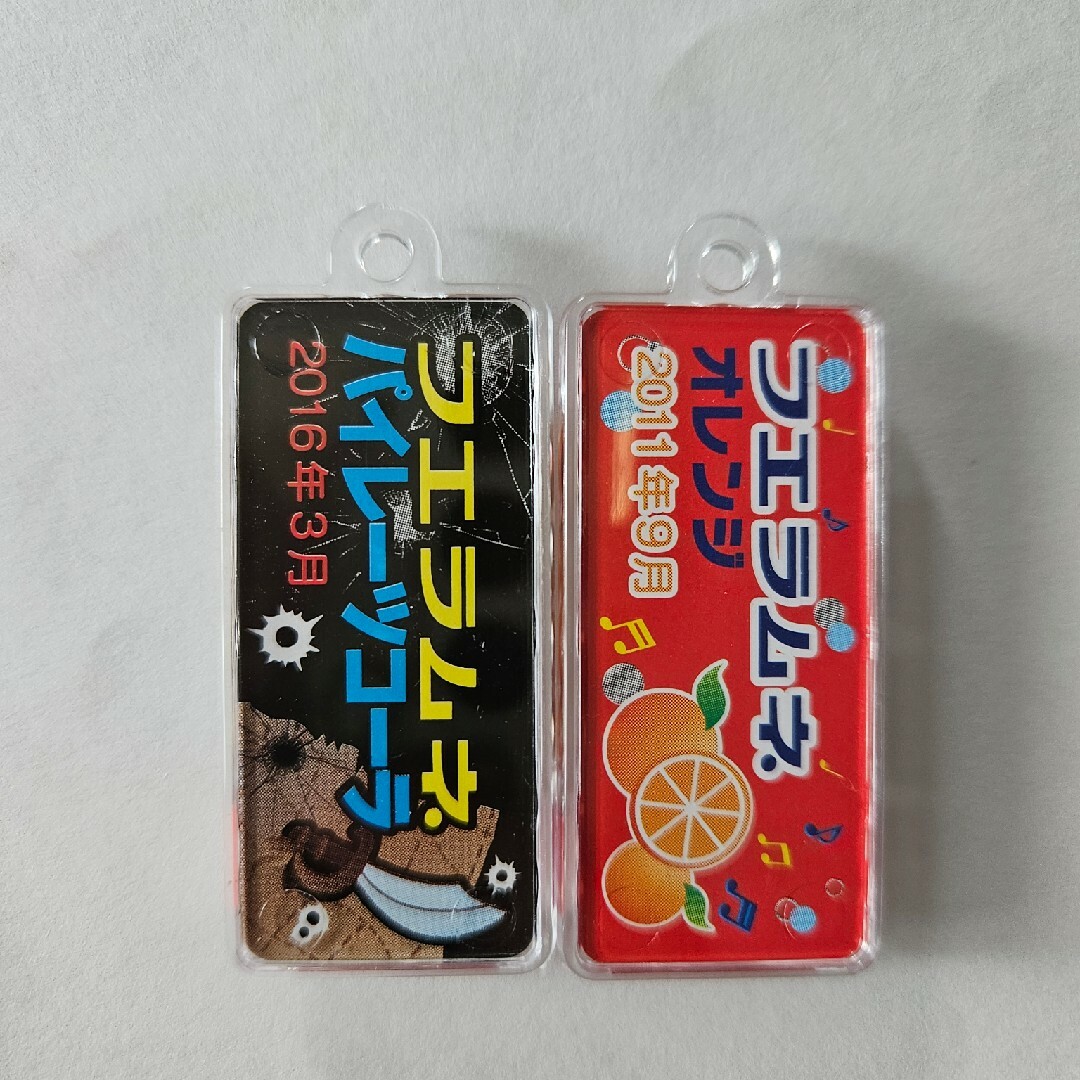 フエラムネ
パイレーツコーラ
2016年3月
フエラムネ
オレンジ
2011年9月